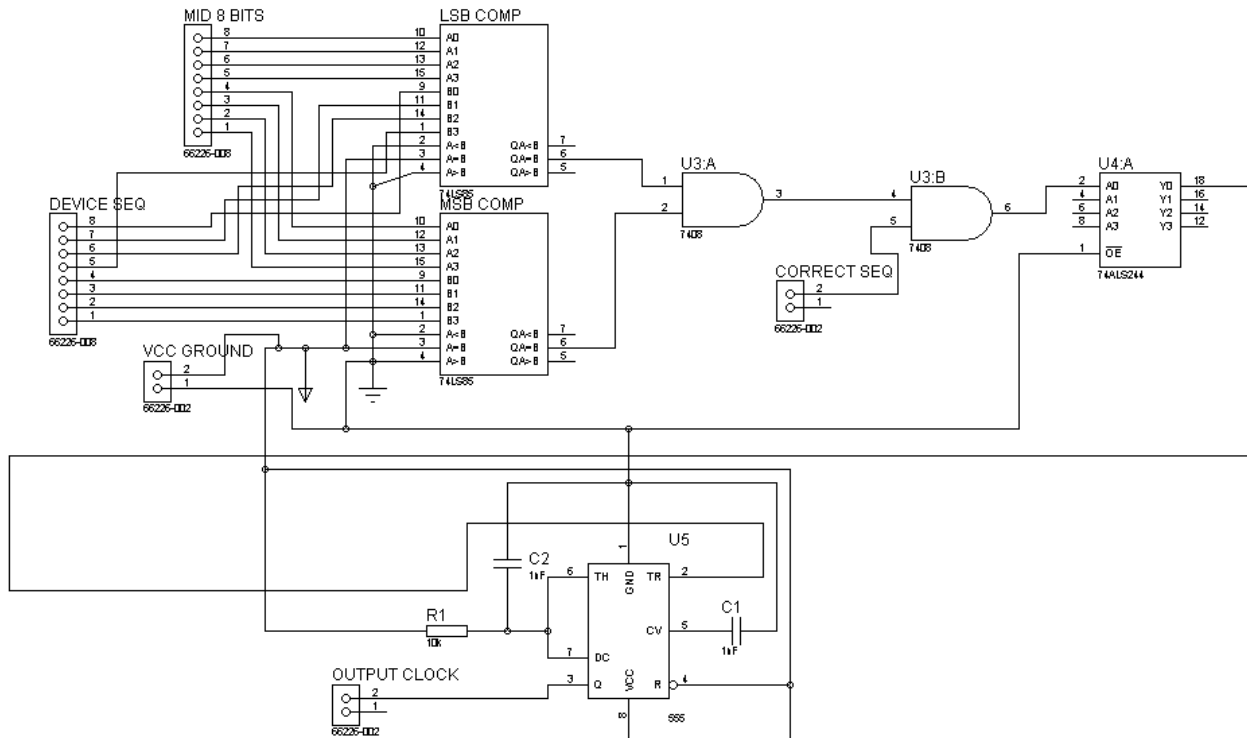 MID 8 BITS
8
7
6
5
4
3
2
1
66226-008
DEVICE SEQ
8
7
6
5
4
3
2
1
66226-008
VCC GROUND
2
1
66226-002
LSB COMP
10 A0
12 A1
13 A2
15 A3
9 B0
11 B1
14 B2
1 B3
2 A<B QA<B 7
3 A=B QA=B 6
4 A>B QA>B 5
74LS85
MSB COMP
10 A0
12 A1
13 A2
15 A3
9 B0
11 B1
14 B2
1 B3
2 A<B QA<B 7
3 A=B QA=B 6
4 A>B QA>B 5
74LS85
U3:A
1
2
3
7408
U3:B
4
5
6
7408
CORRECT SEQ
2
1
66226-002
U4:A
2 A0 Y0 18
4 A1 Y1 16
6 A2 Y2 14
8 A3 Y3 12
1 OE
74ALS244
C2
1nF
R1
10k
U5
1
GND
6 TH TR 2
CV 5
7 DC
3 Q VCC R 4
8
555
C1
1nF
OUTPUT CLOCK
2
1
66226-002